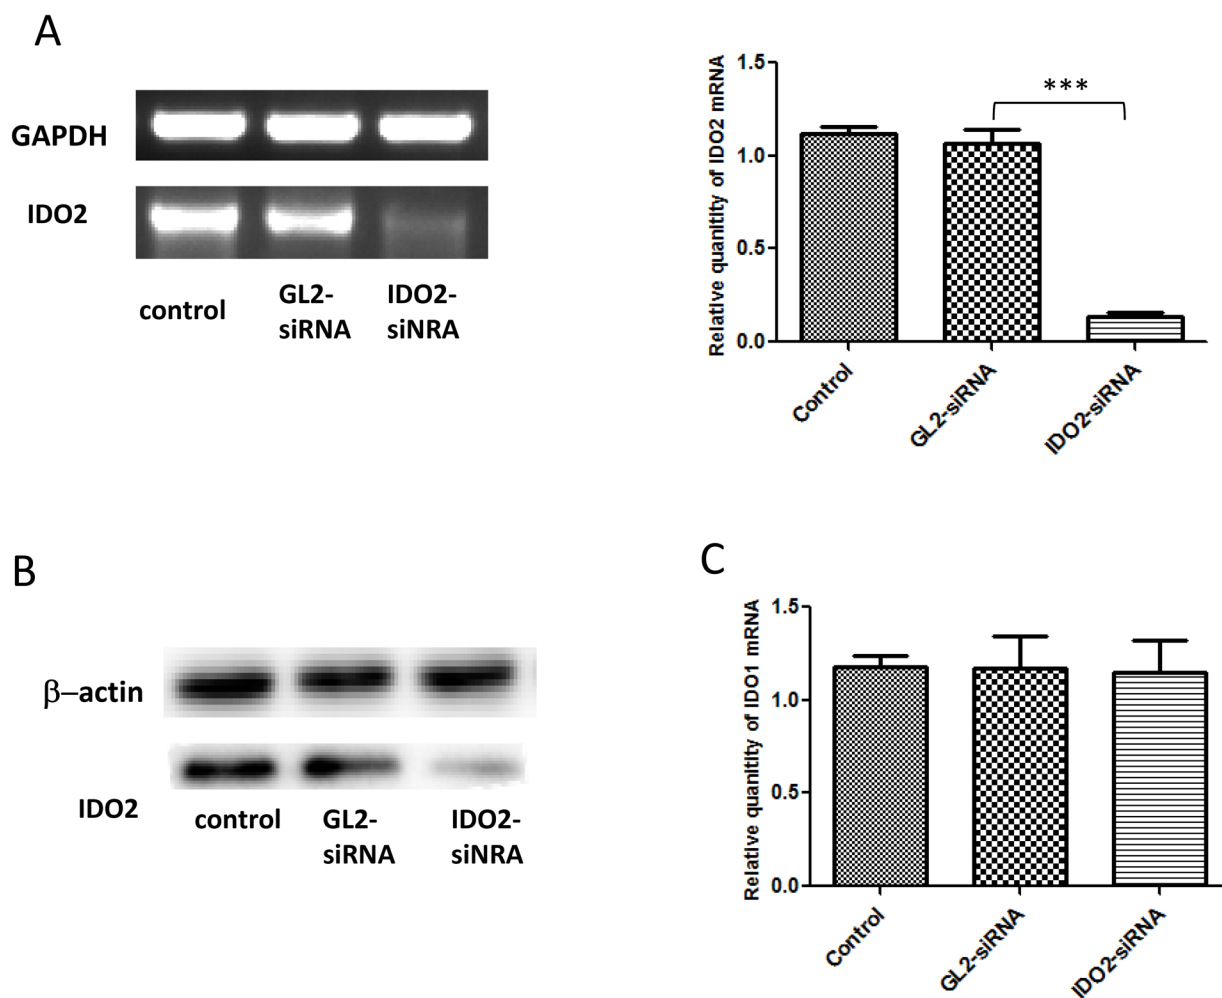 A
GAPDH
IDO2
control
GL2-
siRNA
IDO2-
siNRA
Relative quanitity of IDO2 mRNA
1.5
1.0
0.5
0.0
***
Control
GL2-siRNA
IDO2-siRNA
B
β–actin
IDO2
control
GL2-
siRNA
IDO2-
siNRA
C
Relative quanitity of IDO1 mRNA
1.5
1.0
0.5
0.0
Control
GL2-siRNA
IDO2-siRNA